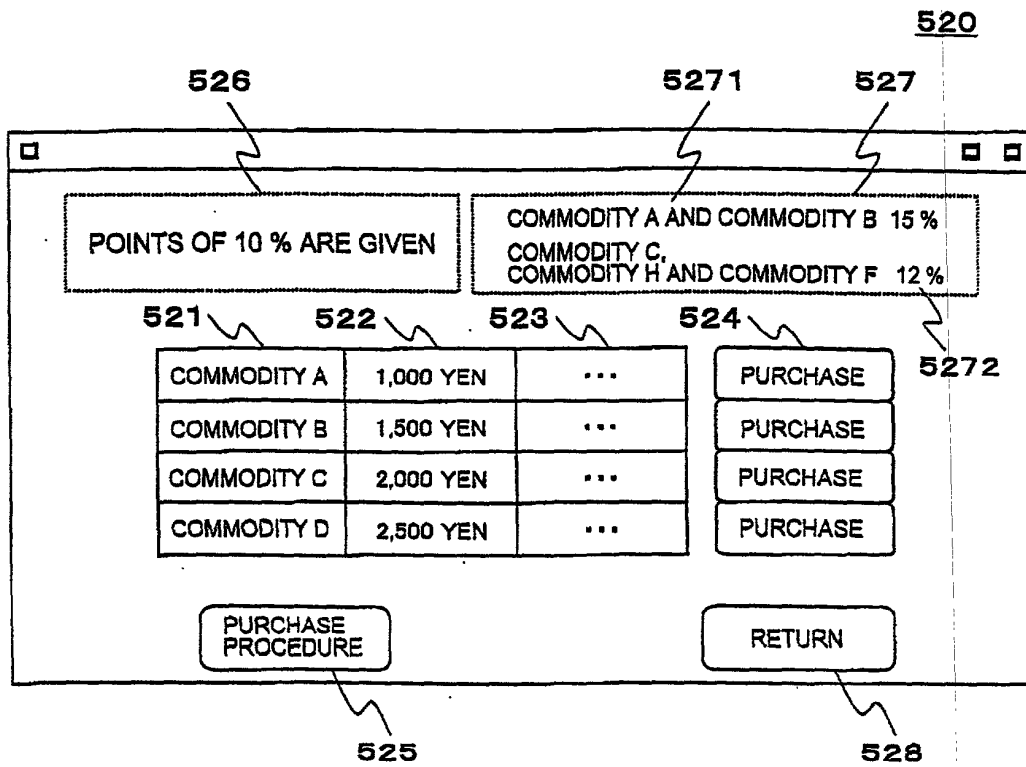 520
526 5271 527
POINTS OF 10 % ARE GIVEN
COMMODITY A AND COMMODITY B 15 %
COMMODITY C,
COMMODITY H AND COMMODITY F 12 %
521 522 523 524
5272
COMMODITY A 1,000 YEN ... PURCHASE
COMMODITY B 1,500 YEN ... PURCHASE
COMMODITY C 2,000 YEN ... PURCHASE
COMMODITY D 2,500 YEN ... PURCHASE
PURCHASE
PROCEDURE
RETURN
525 528